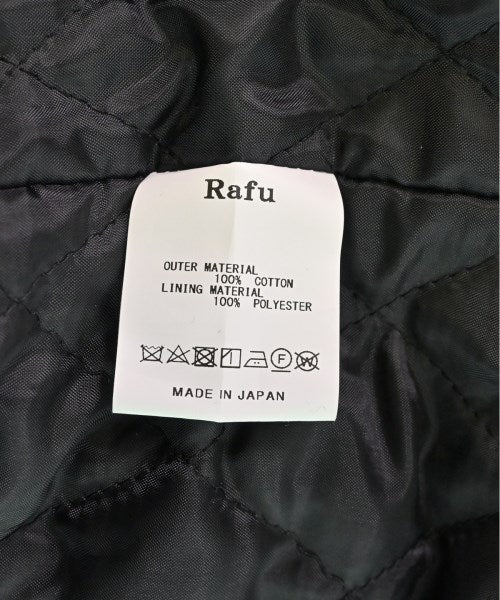 Rafu
OUTER MATERIAL
100% COTTON
LINING MATERIAL
100% POLYESTER
F W
MADE IN JAPAN